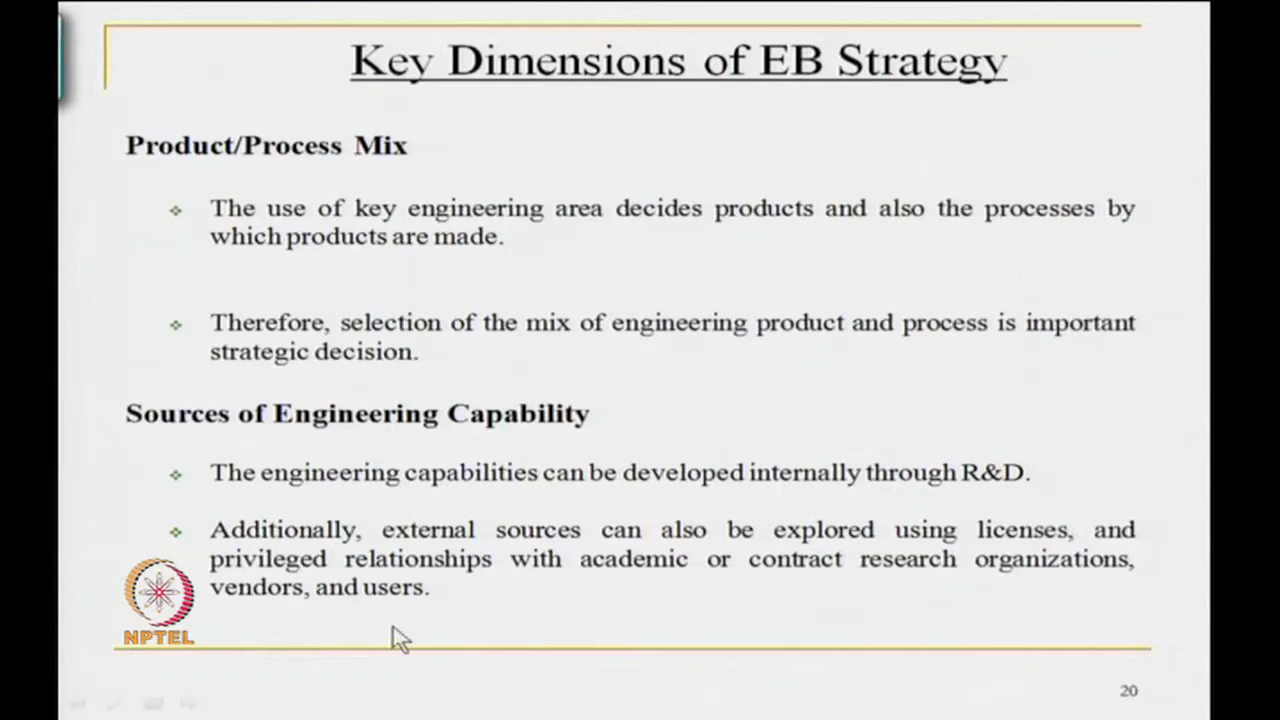 Key Dimensions of EB Strategy
Product/Process Mix
The use of key engineering area decides products and also the processes by
which products are made.
Therefore, selection of the mix of engineering product and process is important
strategic decision.
Sources of Engineering Capability
The engineering capabilities can be developed internally through R&D.
Additionally, external sources can also be explored using licenses, and
privileged relationships with academic or contract research organizations,
vendors, and users.
NPTEL
20